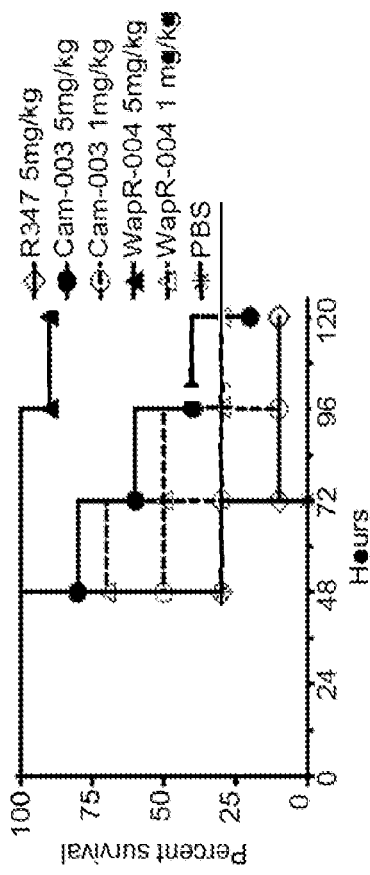 R347 5mg/kg
Cam-003 5mg/kg
Cam-003 1mg/kg
WapR-004 5mg/kg
WapR-004 1 mg/kg
PBS
Percent survival
100
75
50
25
0
0
24
48
72
96
120
Hours